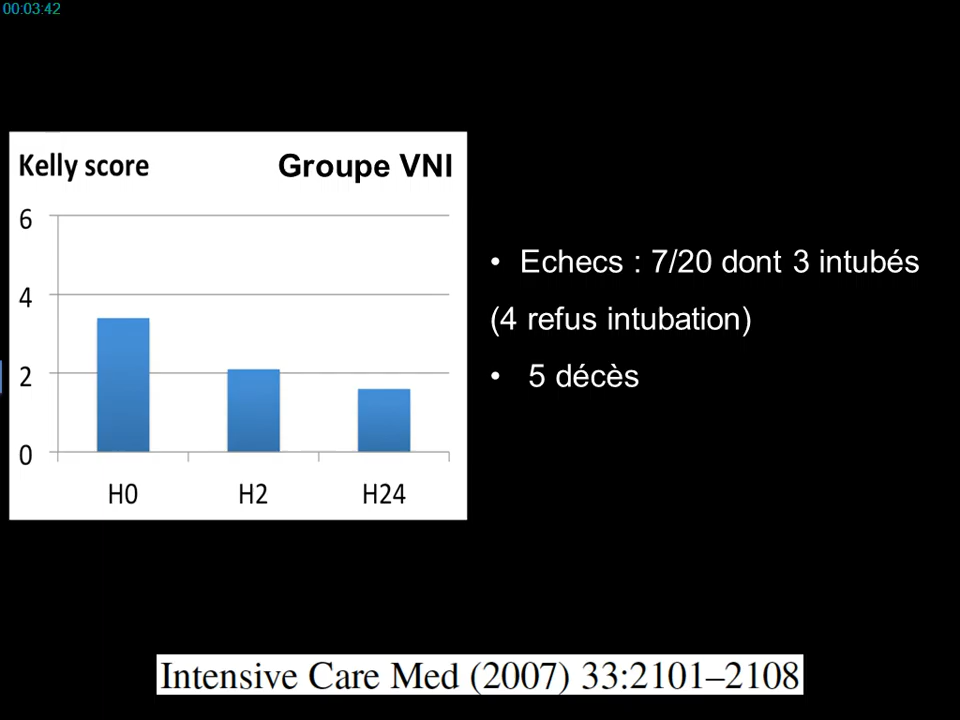 00:03:42
Kelly score
Groupe VNI
6
4
2
0
H0 H2 H24
• Echecs : 7/20 dont 3 intubés
(4 refus intubation)
• 5 décès
Intensive Care Med (2007) 33:2101–2108